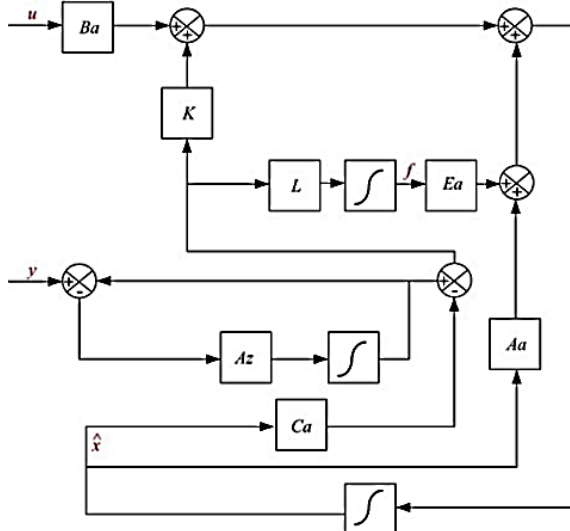 u
Ba
+
+
+
+
K
L
∫
f
Ea
+
+
y
+
-
+
-
Az
∫
Aa
Ca
x̂
∫